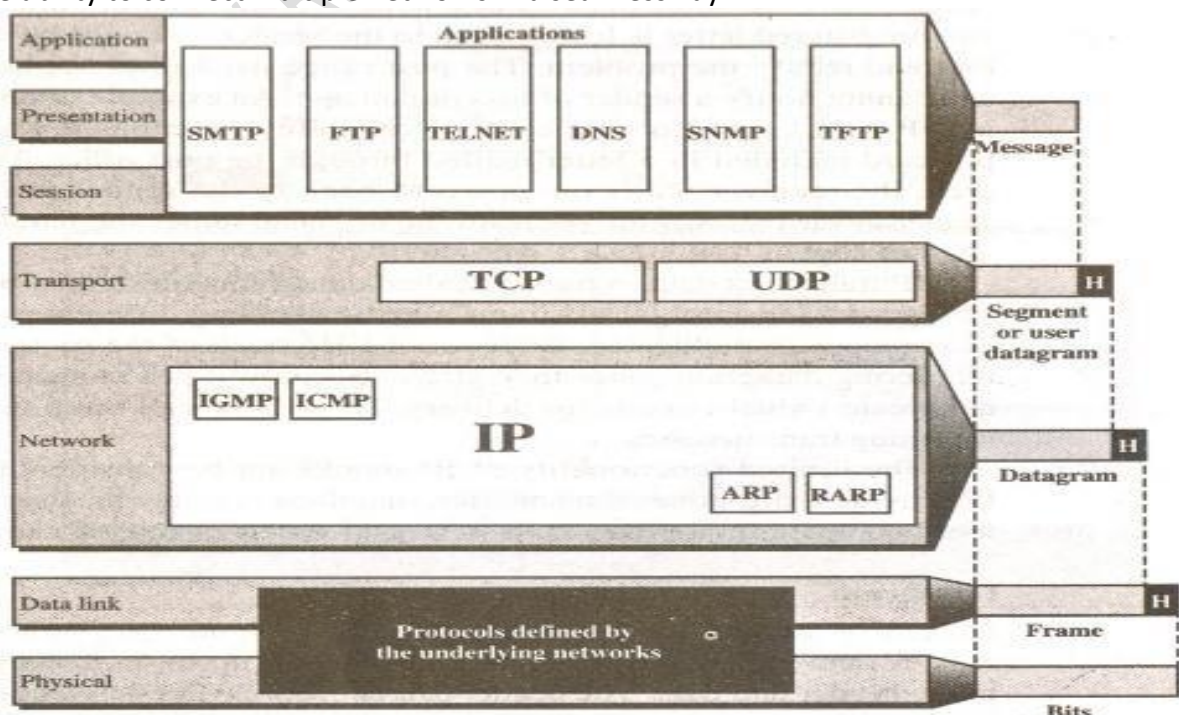 Application
Applications
Presentation
SMTP FTP TELNET DNS SNMP TFTP
Message
Session
Transport
TCP UDP
H
Segment
or user
datagram
IGMP ICMP
Network
IP
H
Datagram
ARP RARP
Data link
H
Protocols defined by
the underlying networks
Frame
Physical
Bits